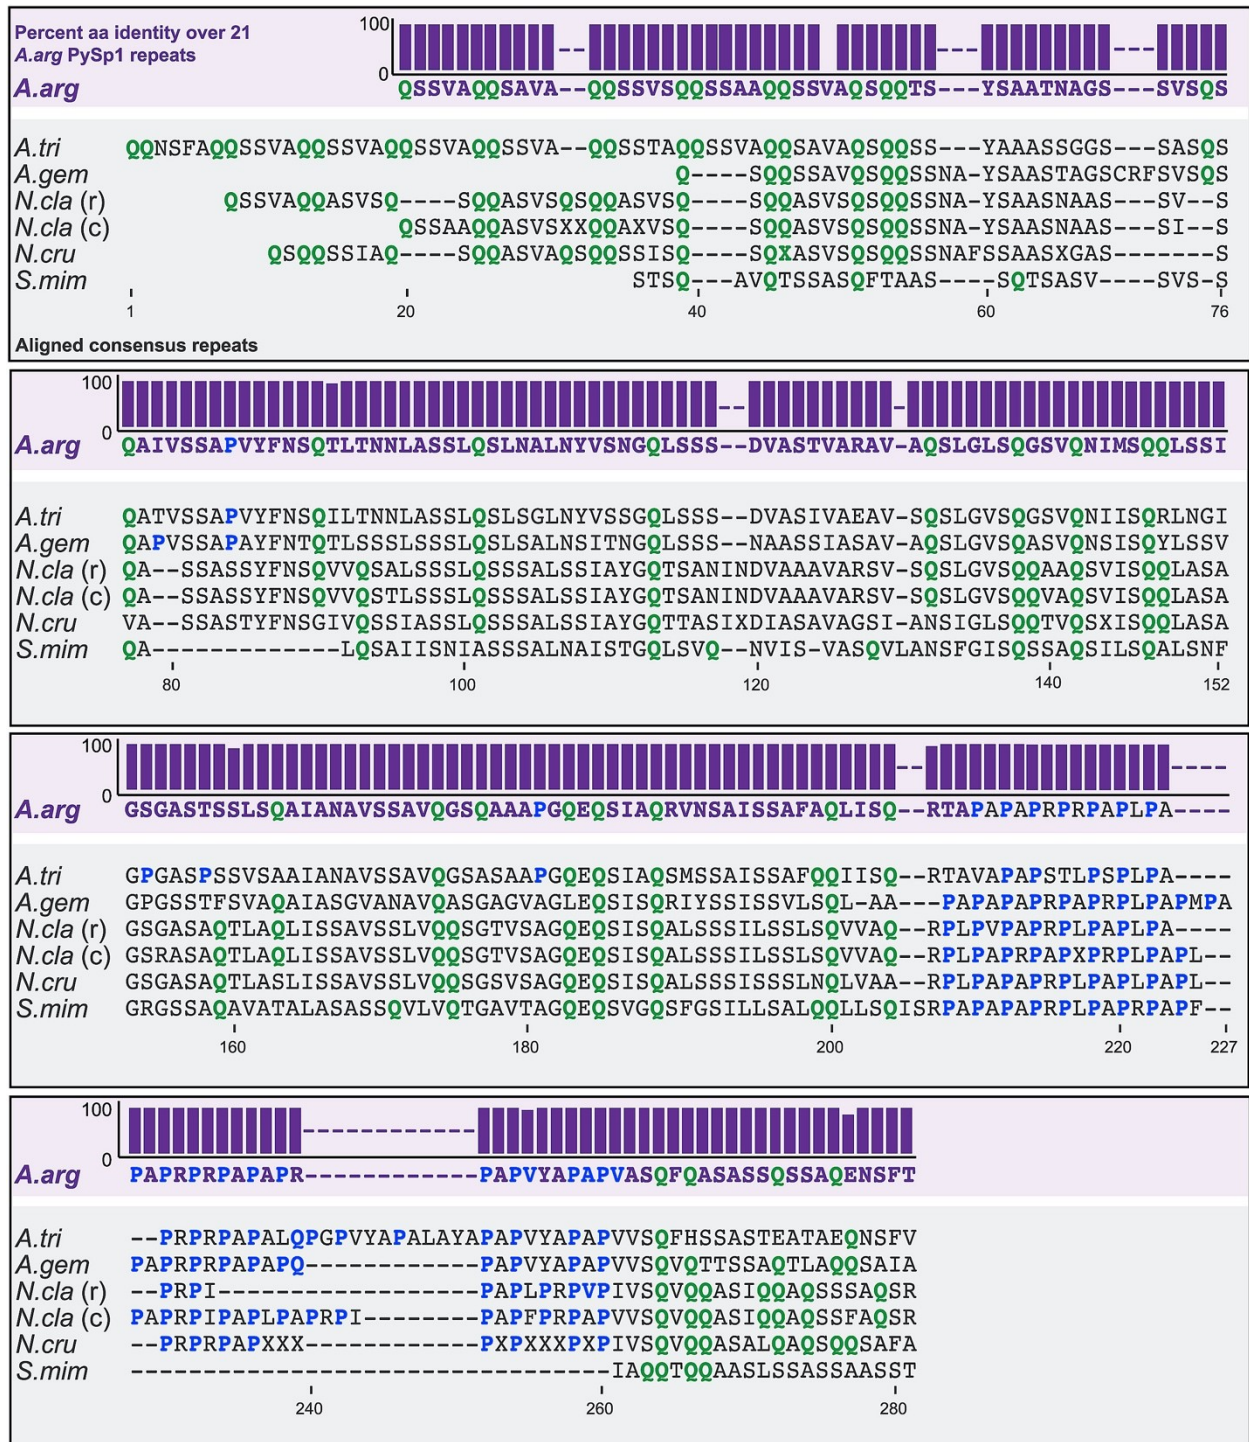 Percent aa identity over 21
A.arg PySp1 repeats
100
0
A.arg QSSVAQQSAVA--QQSSVSQQSSAAQQSSVAQSQQTS---YSAATNAGS---SVSQS
A.tri QQNSFAQQSSVAQQSSVAQQSSVAQQSSVA--QQSSTAQQSSVAQQSAVAQSQQSS---YAAASSGGS---SASQS
A.gem Q----SQQSSAVQSQQSSNA-YSAASTAGSCRFSVSQS
N.cla (r) QSSVAQQASVSQ----SQQASVSQSQQASVSQ----SQQASVSQSQQSSNA-YSAASNAAS---SV--S
N.cla (c) QSSAAQQASVSXXQQAXVSQ----SQQASVSQSQQSSNA-YSAASNAAS---SI--S
N.cru QSQQSSIAQ----SQQASVAQSQQSSISQ----SQXASVSQSQQSSNAFSSAASXGAS-------S
S.mim STSQ---AVQTSSASQFTAAS----SQTSASV----SVS-S
1 20 40 60 76
Aligned consensus repeats
100
0
A.arg QAIVSSAPVYFNSQTLTNNLASSLQSLNALNYVSNGQLSSS--DVASTVARAV-AQSLGLSQGSVQNIMSQQLSSI
A.tri QATVSSAPVYFNSQILTNNLASSLQSLSGLNYVSSGQLSSS--DVASIVAEAV-SQSLGVSQGSVQNIISQRLNGI
A.gem QAPVSSAPAYFNTQTLSSSLSSSLQSLSALNSITNGQLSSS--NAASSIASAV-AQSLGVSQASVQNSISQYLSSV
N.cla (r) QA--SSASSYFNSQVVQSALSSSLQSSSALSSIAYGQTSANINDVAAAVARSV-SQSLGVSQQAAQSVISQQLASA
N.cla (c) QA--SSASSYFNSQVVQSTLSSSLQSSSALSSIAYGQTSANINDVAAAVARSV-SQSLGVSQQVAQSVISQQLASA
N.cru VA--SSASTYFNSGIVQSSIASSLQSSSALSSIAYGQTTASIXDIASAVAGSI-ANSIGLSQQTVQSXISQQLASA
S.mim QA-------------LQSAIISNIASSSALNAISTGQLSVQ--NVIS-VASQVLANSFGISQSSAQSILSQALSNF
80 100 120 140 152
100
0
A.arg GSGASTSSLSQAIANAVSSAVQGSQAAAPGQEQSIAQRVNSAISSAFAQLISQ--RTAPAPAPRPRPAPLPA----
A.tri GPGASPSSVSAAIANAVSSAVQGSASAAPGQEQSIAQSMSSAISSAFQQIISQ--RTAVAPAPSTLPSPLPA----
A.gem GPGSSTFSVAQAIASGVANAVQASGAGVAGLEQSISQRIYSSISSVLSQL-AA---PAPAPAPRPAPRPLPAPMPA
N.cla (r) GSGASAQTLAQLISSAVSSLVQQSGTVSAGQEQSISQALSSSILSSLSQVVAQ--RPLPVPAPRPLPAPLPA----
N.cla (c) GSRASAQTLAQLISSAVSSLVQQSGTVSAGQEQSISQALSSSILSSLSQVVAQ--RPLPAPRPAPXPRPLPAPL--
N.cru GSGASAQTLASLISSAVSSLVQQSGSVSAGQEQSISQALSSSISSSLNQLVAA--RPLPAPAPRPLPAPLPAPL--
S.mim GRGSSAQAVATALASASSQVLVQTGAVTAGQEQSVGQSFGSILLSALQQLLSQISRPAPAPAPRPLPAPRPAPF--
160 180 200 220 227
100
0
A.arg PAPRPRPAPAPR------------PAPVYAPAPVASQFQASASSQSSAQENSFT
A.tri --PRPRPAPALQPGPVYAPALAYAPAPVYAPAPVVSQFHSSASTEATAEQNSFV
A.gem PAPRPRPAPAPQ------------PAPVYAPAPVVSQVQTTSSAQTLAQQSAIA
N.cla (r) --PRPI------------------PAPLPRPVPIVSQVQQASIQQAQSSSAQSR
N.cla (c) PAPRPIPAPLPAPRPI--------PAPFPRPAPVVSQVQQASIQQAQSSFAQSR
N.cru --PRPRPAPXXX------------PXPXXXPXPIVSQVQQASALQAQSQQSAFA
S.mim ---------------------------------IAQQTQQAASLSSASSAASST
240 260 280